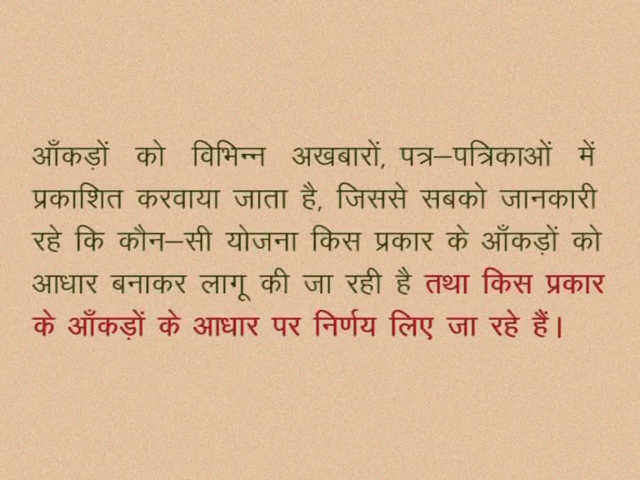 आँकड़ों को विभिन्न अखबारों, पत्र–पत्रिकाओं में
प्रकाशित करवाया जाता है, जिससे सबको जानकारी
रहे कि कौन–सी योजना किस प्रकार के आँकड़ों को
आधार बनाकर लागू की जा रही है तथा किस प्रकार
के आँकड़ों के आधार पर निर्णय लिए जा रहे हैं।